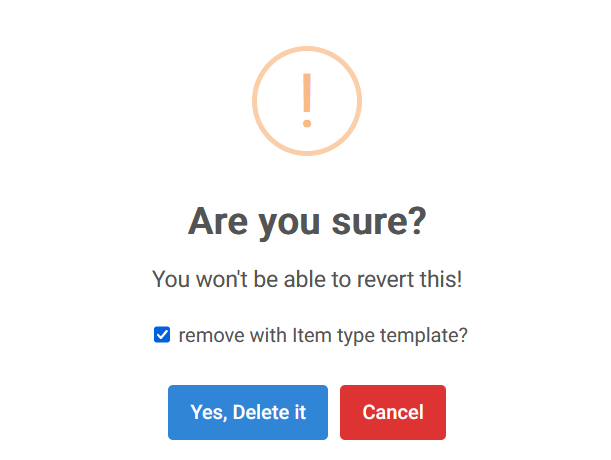 !
Are you sure?
You won't be able to revert this!
remove with Item type template?
Yes, Delete it
Cancel